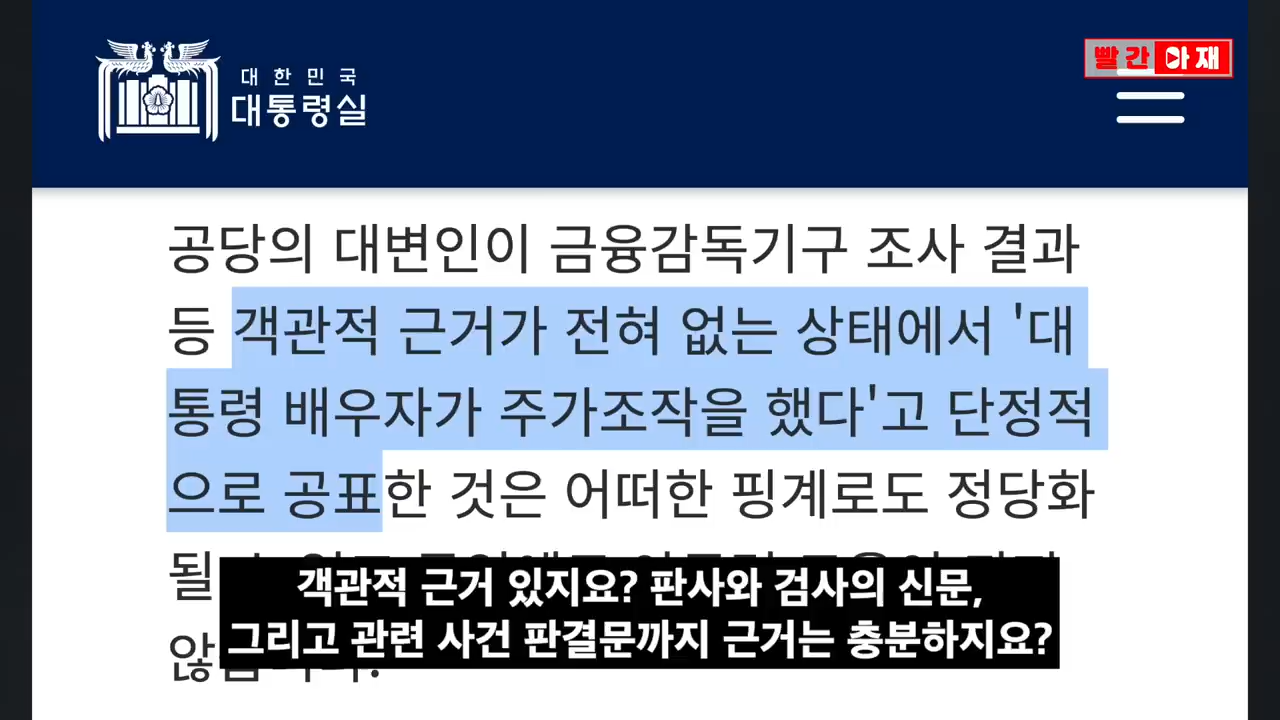 대한민국
대통령실
빨간아재
공당의 대변인이 금융감독기구 조사 결과
등 객관적 근거가 전혀 없는 상태에서 '대
통령 배우자가 주가조작을 했다'고 단정적
으로 공표한 것은 어떠한 핑계로도 정당화
될
객관적 근거 있지요? 판사와 검사의 신문,
그리고 관련 사건 판결문까지 근거는 충분하지요?